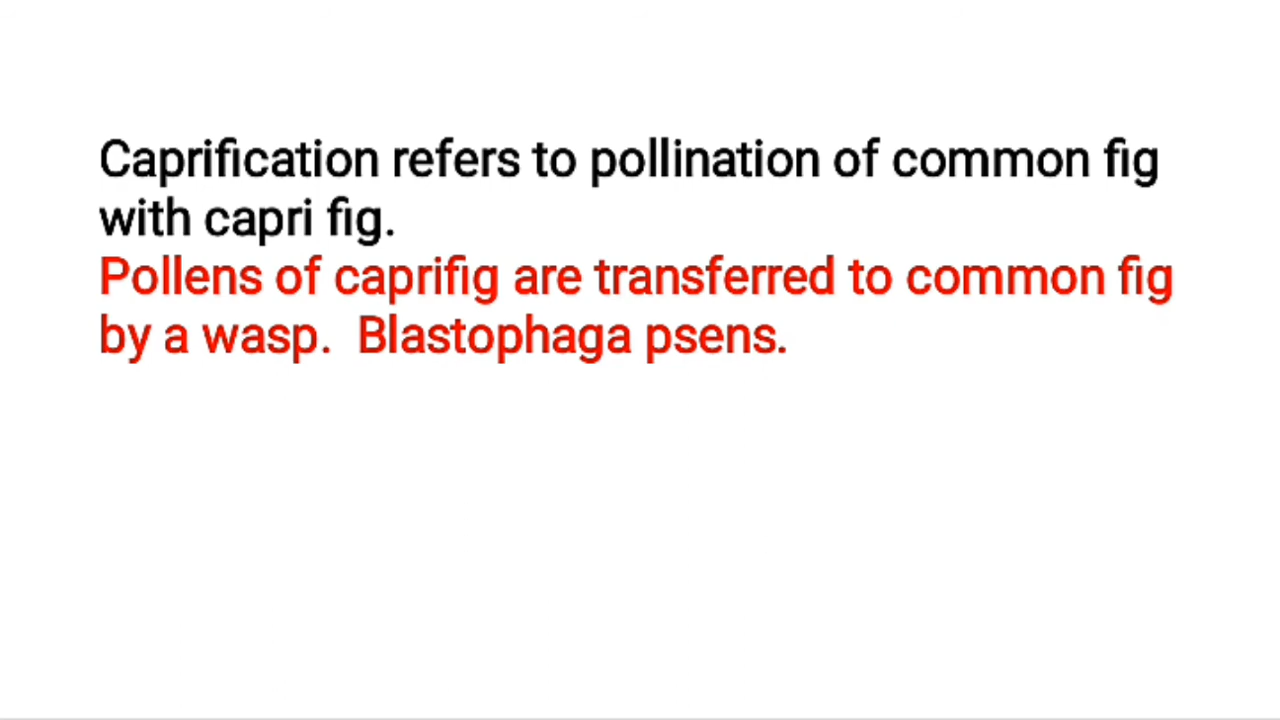 Caprification refers to pollination of common fig
with capri fig.
Pollens of caprifig are transferred to common fig
by a wasp.  Blastophaga psens.